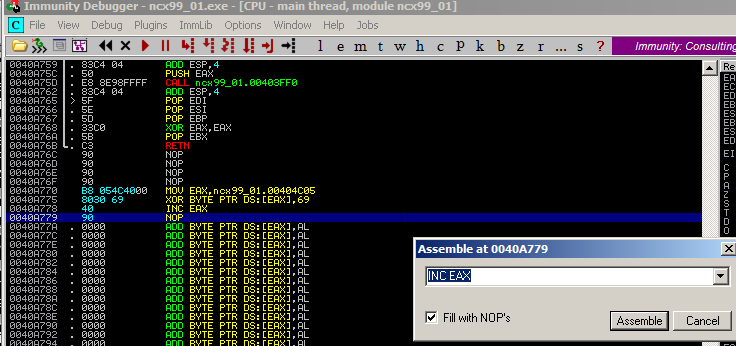 Immunity Debugger - ncx99_01.exe - [CPU - main thread, module ncx99_01]
C File View Debug Plugins ImmLib Options Window Help Jobs
l e m t w h c p k b z r ... s ? Immunity: Consulting
0040A759 . 83C4 04 ADD ESP,4
0040A75C . 50 PUSH EAX
0040A75D . E8 8E98FFFF CALL ncx99_01.00403FF0
0040A762 . 83C4 04 ADD ESP,4
0040A765 > 5F POP EDI
0040A766 . 5E POP ESI
0040A767 . 5D POP EBP
0040A768 . 33C0 XOR EAX,EAX
0040A76A . 5B POP EBX
0040A76B . C3 RETN
0040A76C 90 NOP
0040A76D 90 NOP
0040A76E 90 NOP
0040A76F 90 NOP
0040A770 . B8 054C4000 MOV EAX,ncx99_01.00404C05
0040A775 . 8030 69 XOR BYTE PTR DS:[EAX],69
0040A778 . 40 INC EAX
0040A779 90 NOP
0040A77A . 0000 ADD BYTE PTR DS:[EAX],AL
0040A77C . 0000 ADD BYTE PTR DS:[EAX],AL
0040A77E . 0000 ADD BYTE PTR DS:[EAX],AL
0040A780 . 0000 ADD BYTE PTR DS:[EAX],AL
0040A782 . 0000 ADD BYTE PTR DS:[EAX],AL
0040A784 . 0000 ADD BYTE PTR DS:[EAX],AL
0040A786 . 0000 ADD BYTE PTR DS:[EAX],AL
0040A788 . 0000 ADD BYTE PTR DS:[EAX],AL
0040A78A . 0000 ADD BYTE PTR DS:[EAX],AL
0040A78C . 0000 ADD BYTE PTR DS:[EAX],AL
0040A78E . 0000 ADD BYTE PTR DS:[EAX],AL
0040A790 . 0000 ADD BYTE PTR DS:[EAX],AL
0040A792 . 0000 ADD BYTE PTR DS:[EAX],AL
0040A794 . 0000 ADD BYTE PTR DS:[EAX],AL
Re
EA
EC
ED
EB
ES
EB
ES
ED
EI
C
P
A
Z
S
T
D
O
Assemble at 0040A779
INC EAX
Fill with NOP's
Assemble
Cancel